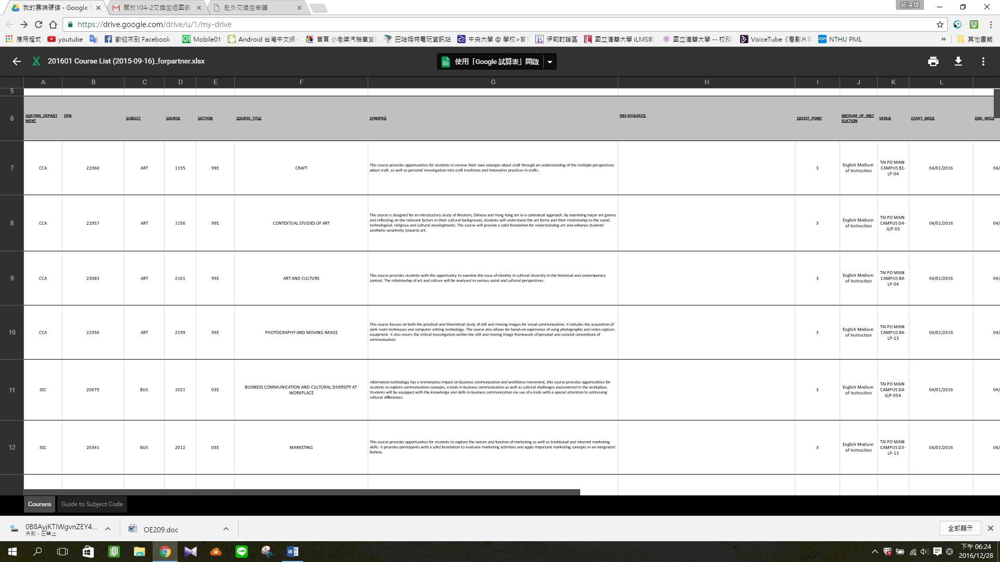 我的雲端硬碟 - Google
關於104-2交換生返國義
赴外交換生申請
郭清煒
https://drive.google.com/drive/u/1/my-drive
應用程式
youtube
歡迎來到 Facebook
Mobile01
Android 台灣中文網-
首頁 小老婆汽機車資
巴哈姆特電玩資訊站
中央大學 @ 學校>首
伊莉討論區
國立清華大學 iLMS數
國立清華大學 -- 校務
VoiceTube《看影片學
NTHU PML
»
其他書籤
201601 Course List (2015-09-16)_forpartner.xlsx
使用「Google 試算表」開啟
A B C D E F G H I J K L
5
6 HOSTING_DEPARTMENT CRN SUBJECT COURSE SECTION COURSE_TITLE SYNOPSIS PRE-REQUISITE CREDIT_POINT MEDIUM_OF_INSTRUCTION VENUE START_WEEK END_WEEK
7 CCA 22960 ART 1155 99E CRAFT
This course provides opportunities for students to review their own concepts about craft through an understanding of the multiple perspectives
about craft, as well as personal investigation into craft traditions and innovative practices in crafts.
3 English Medium of Instruction TAI PO MAIN CAMPUS B1-LP-04 04/01/2016 04/
8 CCA 22957 ART 1156 99E CONTEXTUAL STUDIES OF ART
The course is designed for an introductory study of Western, Chinese and Hong Kong art in a contextual approach. By examining major art genres
and reflecting on the relevant factors in their cultural background, students will understand the art forms and their relationship to the social,
technological, religious and cultural developments. The course will provide a solid foundation for understanding art and enhance students'
aesthetic sensitivity towards art.
3 English Medium of Instruction TAI PO MAIN CAMPUS D4-G/F-03 04/01/2016 04/
9 CCA 23083 ART 2161 99E ART AND CULTURE
This course provides students with the opportunity to examine the issue of identity in cultural diversity in the historical and contemporary
context. The relationship of art and culture will be analysed in various social and cultural perspectives.
3 English Medium of Instruction TAI PO MAIN CAMPUS B4-LP-04 04/01/2016 04/
10 CCA 22956 ART 2199 99E PHOTOGRAPHY AND MOVING IMAGE
This course focuses on both the practical and theoretical study of still and moving images for visual communication. It includes the acquisition of
dark room techniques and computer editing technology. The course also allows for hands-on experience of using photographic and video capture
equipment. It also covers the critical investigation within the still and moving image framework of personal and societal conventions of
communication.
3 English Medium of Instruction TAI PO MAIN CAMPUS B4-LP-13 04/01/2016 04/
11 SSC 20675 BUS 1021 03E BUSINESS COMMUNICATION AND CULTURAL DIVERSITY AT WORKPLACE
Information technology has a tremendous impact on business communication and workforce movement, this course provides opportunities for
students to explore communication concepts, e-tools in business communication as well as cultural challenges encountered in the workplace.
Students will be equipped with the knowledge and skills in business communication via use of e-tools with a special attention to addressing
cultural differences.
3 English Medium of Instruction TAI PO MAIN CAMPUS D4-G/F-05A 04/01/2016 04/
12 SSC 20341 BUS 2012 03E MARKETING
This course provides opportunities for students to explore the nature and function of marketing as well as traditional and Internet marketing
skills. It provides participants with a solid foundation to evaluate marketing activities and apply important marketing concepts in an integrated
fashion.
3 English Medium of Instruction TAI PO MAIN CAMPUS D3-LP-13 04/01/2016 04/
Courses
Guide to Subject Code
0B8AyjKTlWgvnZEY4...
失敗 - 已禁止
OE209.doc
全部顯示
下午 06:24
2016/12/28